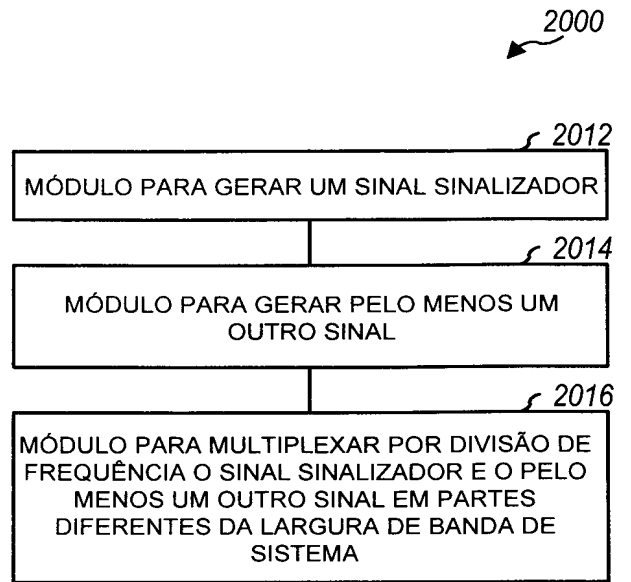 2000
2012
MÓDULO PARA GERAR UM SINAL SINALIZADOR
2014
MÓDULO PARA GERAR PELO MENOS UM
OUTRO SINAL
2016
MÓDULO PARA MULTIPLEXAR POR DIVISÃO DE
FREQUÊNCIA O SINAL SINALIZADOR E O PELO
MENOS UM OUTRO SINAL EM PARTES
DIFERENTES DA LARGURA DE BANDA DE
SISTEMA